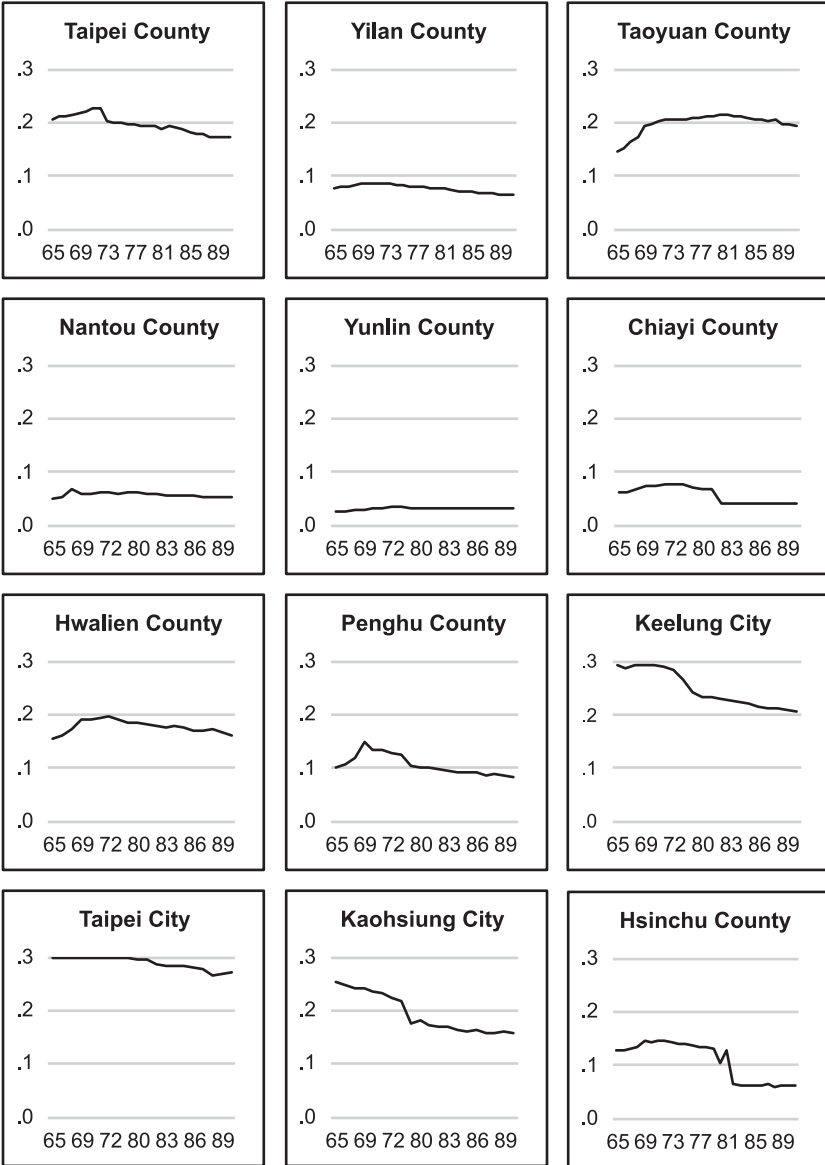 Taipei County
.3
.2
.1
.0
65 69 73 77 81 85 89
Yilan County
.3
.2
.1
.0
65 69 73 77 81 85 89
Taoyuan County
.3
.2
.1
.0
65 69 73 77 81 85 89
Nantou County
.3
.2
.1
.0
65 69 72 80 83 86 89
Yunlin County
.3
.2
.1
.0
65 69 72 80 83 86 89
Chiayi County
.3
.2
.1
.0
65 69 72 80 83 86 89
Hwalien County
.3
.2
.1
.0
65 69 72 80 83 86 89
Penghu County
.3
.2
.1
.0
65 69 72 80 83 86 89
Keelung City
.3
.2
.1
.0
65 69 72 80 83 86 89
Taipei City
.3
.2
.1
.0
65 69 72 80 83 86 89
Kaohsiung City
.3
.2
.1
.0
65 69 72 80 83 86 89
Hsinchu County
.3
.2
.1
.0
65 69 73 77 81 85 89